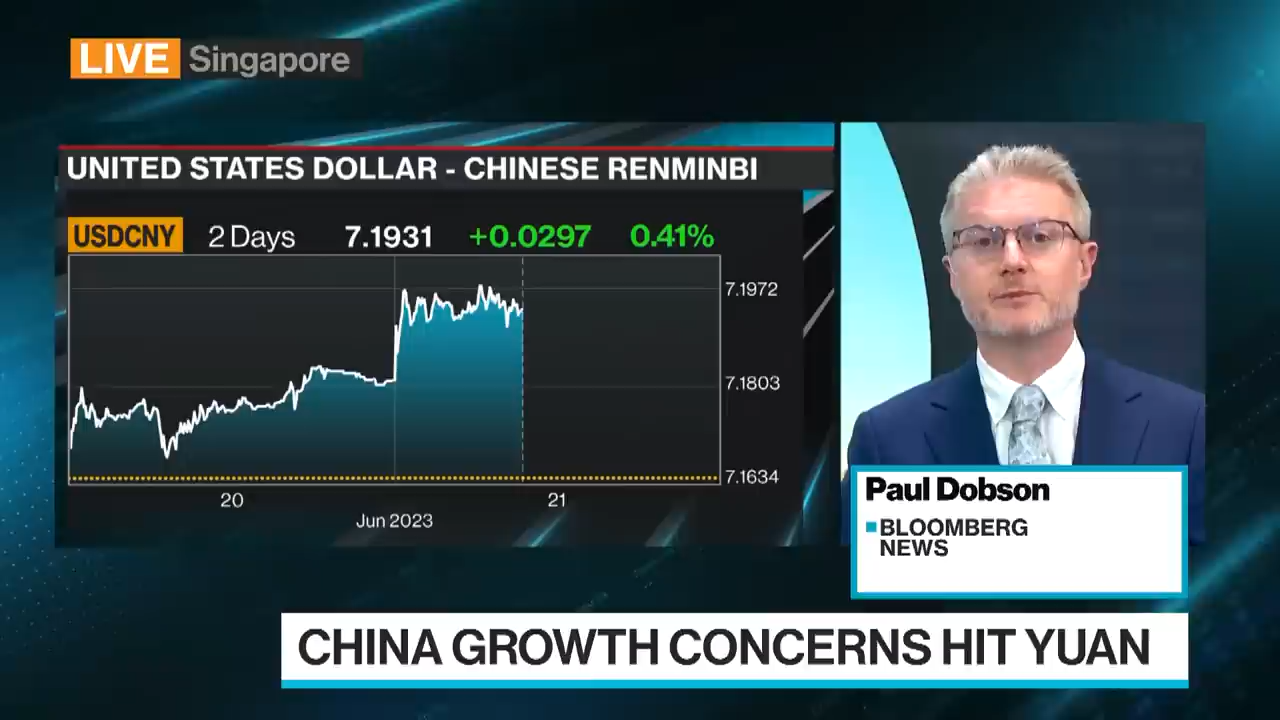 LIVE Singapore
UNITED STATES DOLLAR - CHINESE RENMINBI
USDCNY 2 Days 7.1931 +0.0297 0.41%
7.1972
7.1803
7.1634
20 21
Jun 2023
Paul Dobson
BLOOMBERG
NEWS
CHINA GROWTH CONCERNS HIT YUAN